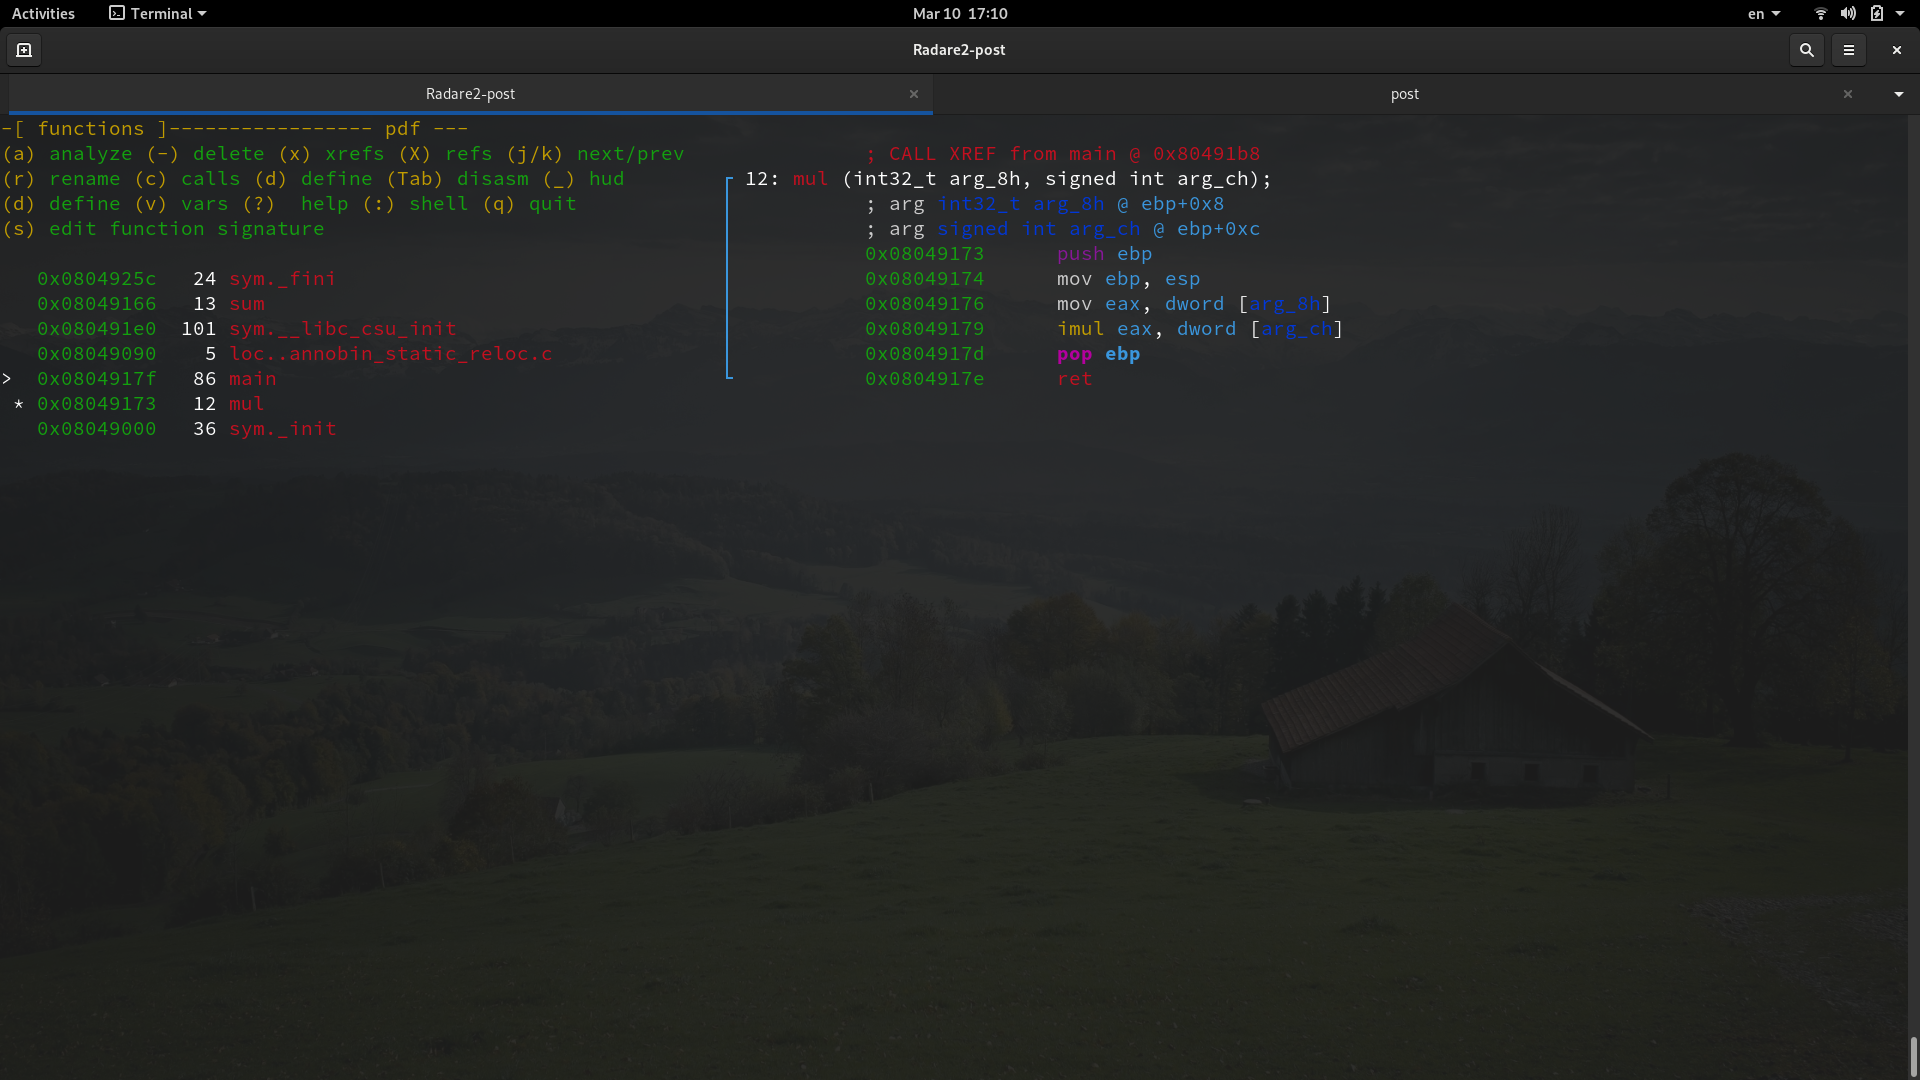 Activities Terminal Mar 10 17:10 en
Radare2-post
Radare2-post × post ×
-[ functions ]----------------- pdf ---
(a) analyze (-) delete (x) xrefs (X) refs (j/k) next/prev
(r) rename (c) calls (d) define (Tab) disasm (_) hud
(d) define (v) vars (?)  help (:) shell (q) quit
(s) edit function signature
0x0804925c 24 sym._fini
0x08049166 13 sum
0x080491e0 101 sym.__libc_csu_init
0x08049090 5 loc..annobin_static_reloc.c
> 0x0804917f 86 main
* 0x08049173 12 mul
0x08049000 36 sym._init
; CALL XREF from main @ 0x80491b8
12: mul (int32_t arg_8h, signed int arg_ch);
; arg int32_t arg_8h @ ebp+0x8
; arg signed int arg_ch @ ebp+0xc
0x08049173 push ebp
0x08049174 mov ebp, esp
0x08049176 mov eax, dword [arg_8h]
0x08049179 imul eax, dword [arg_ch]
0x0804917d pop ebp
0x0804917e ret